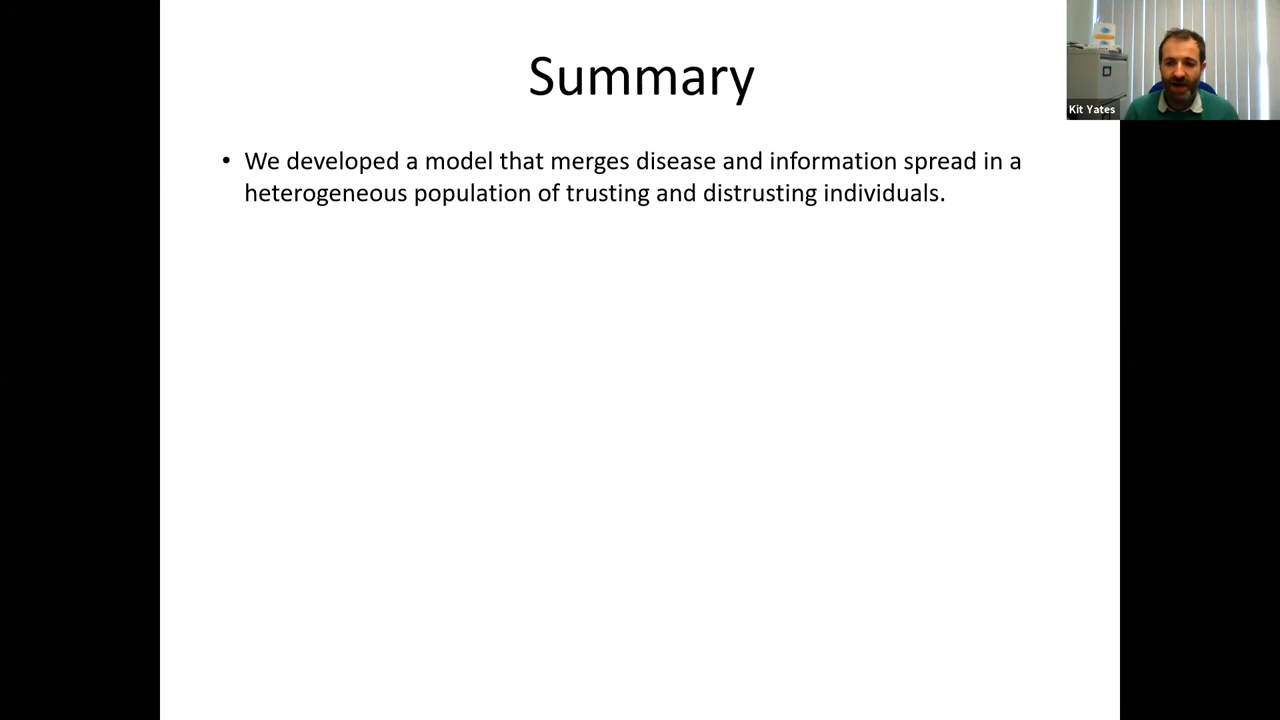 Summary
• We developed a model that merges disease and information spread in a
heterogeneous population of trusting and distrusting individuals.
Kit Yates